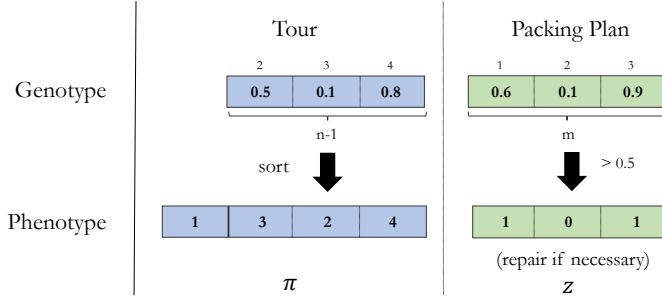 Tour Packing Plan
2 3 4 1 2 3
Genotype 0.5 0.1 0.8 0.6 0.1 0.9
n-1 m
sort > 0.5
Phenotype 1 3 2 4 1 0 1
(repair if necessary)
π z